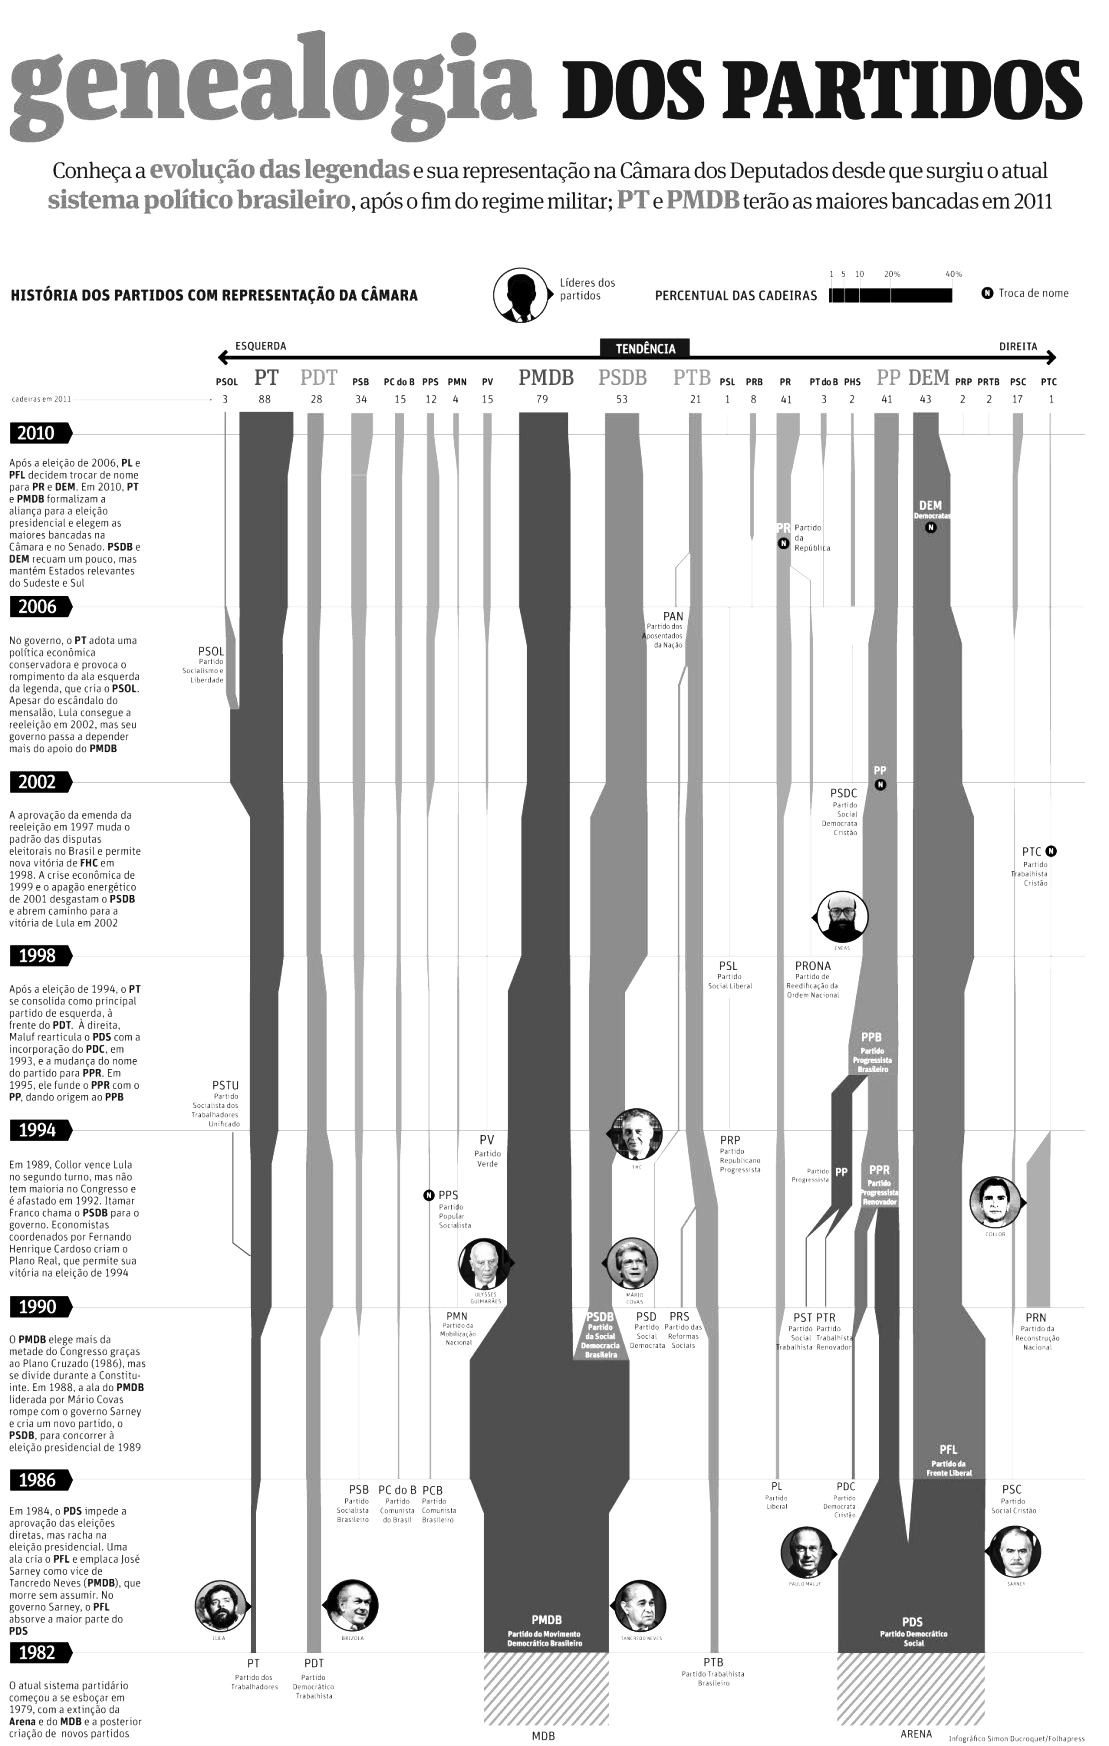 genealogia DOS PARTIDOS
Conheça a evolução das legendas e sua representação na Câmara dos Deputados desde que surgiu o atual
sistema político brasileiro, após o fim do regime militar; PT e PMDB terão as maiores bancadas em 2011
HISTÓRIA DOS PARTIDOS COM REPRESENTAÇÃO DA CÂMARA
Líderes dos
partidos
PERCENTUAL DAS CADEIRAS
1 5 10 20% 40%
N Troca de nome
ESQUERDA
TENDÊNCIA
DIREITA
PSOL PT PDT PSB PC do B PPS PMN PV PMDB PSDB PTB PSL PRB PR PT do B PHS PP DEM PRP PRTB PSC PTC
cadeiras em 2011
3 88 28 34 15 12 4 15 79 53 21 1 8 41 3 2 41 43 2 2 17 1
2010
Após a eleição de 2006, PL e
PFL decidem trocar de nome
para PR e DEM. Em 2010, PT
e PMDB formalizam a
aliança para a eleição
presidencial e elegem as
maiores bancadas na
Câmara e no Senado. PSDB e
DEM recuam um pouco, mas
mantém Estados relevantes
do Sudeste e Sul
DEM
Democratas
N
PR
N
Partido
da
República
2006
No governo, o PT adota uma
política econômica
conservadora e provoca o
rompimento da ala esquerda
da legenda, que cria o PSOL.
Apesar do escândalo do
mensalão, Lula consegue a
reeleição em 2002, mas seu
governo passa a depender
mais do apoio do PMDB
PSOL
Partido
Socialismo e
Liberdade
PAN
Partido dos
Aposentados
da Nação
PP
N
2002
A aprovação da emenda da
reeleição em 1997 muda o
padrão das disputas
eleitorais no Brasil e permite
nova vitória de FHC em
1998. A crise econômica de
1999 e o apagão energético
de 2001 desgastam o PSDB
e abrem caminho para a
vitória de Lula em 2002
PSDC
Partido
Social
Democrata
Cristão
PTC N
Partido
Trabalhista
Cristão
ENÉAS
1998
Após a eleição de 1994, o PT
se consolida como principal
partido de esquerda, à
frente do PDT. À direita,
Maluf rearticula o PDS com a
incorporação do PDC, em
1993, e a mudança do nome
do partido para PPR. Em
1995, ele funde o PPR com o
PP, dando origem ao PPB
PSL
Partido
Social Liberal
PRONA
Partido de
Reedificação da
Ordem Nacional
PPB
Partido
Progressista
Brasileiro
PSTU
Partido
Socialista dos
Trabalhadores
Unificado
1994
Em 1989, Collor vence Lula
no segundo turno, mas não
tem maioria no Congresso e
é afastado em 1992. Itamar
Franco chama o PSDB para o
governo. Economistas
coordenados por Fernando
Henrique Cardoso criam o
Plano Real, que permite sua
vitória na eleição de 1994
PV
Partido
Verde
FHC
PRP
Partido
Republicano
Progressista
Partido
Progressista
PP
PPR
Partido
Progressista
Renovador
N PPS
Partido
Popular
Socialista
COLLOR
ULYSSES
GUIMARÃES
MÁRIO
COVAS
1990
O PMDB elege mais da
metade do Congresso graças
ao Plano Cruzado (1986), mas
se divide durante a Constitu-
inte. Em 1988, a ala do PMDB
liderada por Mário Covas
rompe com o governo Sarney
e cria um novo partido, o
PSDB, para concorrer à
eleição presidencial de 1989
PMN
Partido da
Mobilização
Nacional
PSDB
Partido
da Social
Democracia
Brasileira
PSD
Partido
Social
Democrata
PRS
Partido das
Reformas
Sociais
PST
Partido
Social
Trabalhista
PTR
Partido
Trabalhista
Renovador
PRN
Partido da
Reconstrução
Nacional
PFL
Partido da
Frente Liberal
1986
Em 1984, o PDS impede a
aprovação das eleições
diretas, mas racha na
eleição presidencial. Uma
ala cria o PFL e emplaca José
Sarney como vice de
Tancredo Neves (PMDB), que
morre sem assumir. No
governo Sarney, o PFL
absorve a maior parte do
PDS
PSB
Partido
Socialista
Brasileiro
PC do B
Partido
Comunista
do Brasil
PCB
Partido
Comunista
Brasileiro
PL
Partido
Liberal
PDC
Partido
Democrata
Cristão
PSC
Partido
Social Cristão
PAULO MALUF
SARNEY
LULA
BRIZOLA
PMDB
Partido do Movimento
Democrático Brasileiro
TANCREDO NEVES
PDS
Partido Democrático
Social
1982
O atual sistema partidário
começou a se esboçar em
1979, com a extinção da
Arena e do MDB e a posterior
criação de novos partidos
PT
Partido dos
Trabalhadores
PDT
Partido
Democrático
Trabalhista
PTB
Partido Trabalhista
Brasileiro
MDB
ARENA
Infográfico Simon Ducroquet/Folhapress